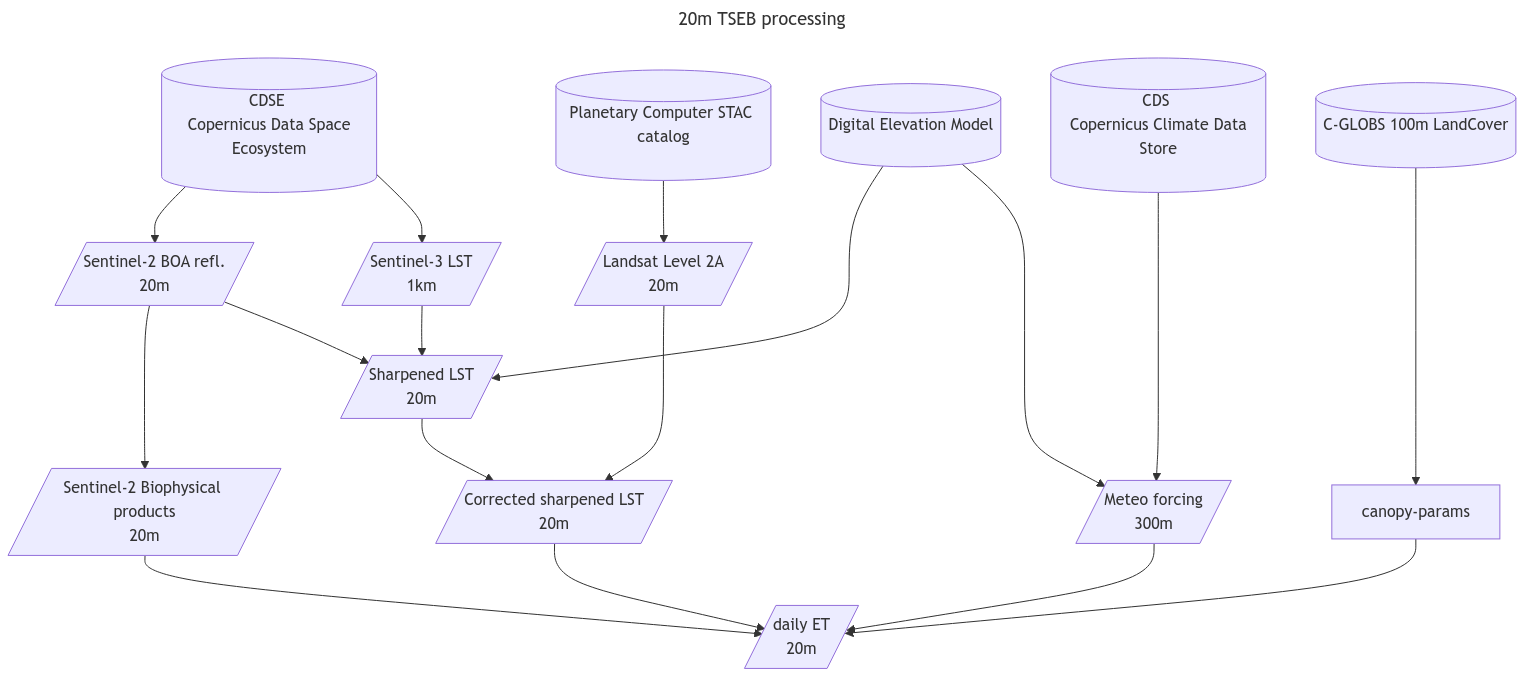 20m TSEB processing
CDSE
Copernicus Data Space
Ecosystem
Planetary Computer STAC
catalog
Digital Elevation Model
CDS
Copernicus Climate Data
Store
C-GLOBS 100m LandCover
Sentinel-2 BOA refl.
20m
Sentinel-3 LST
1km
Landsat Level 2A
20m
Sharpened LST
20m
Sentinel-2 Biophysical
products
20m
Corrected sharpened LST
20m
Meteo forcing
300m
canopy-params
daily ET
20m